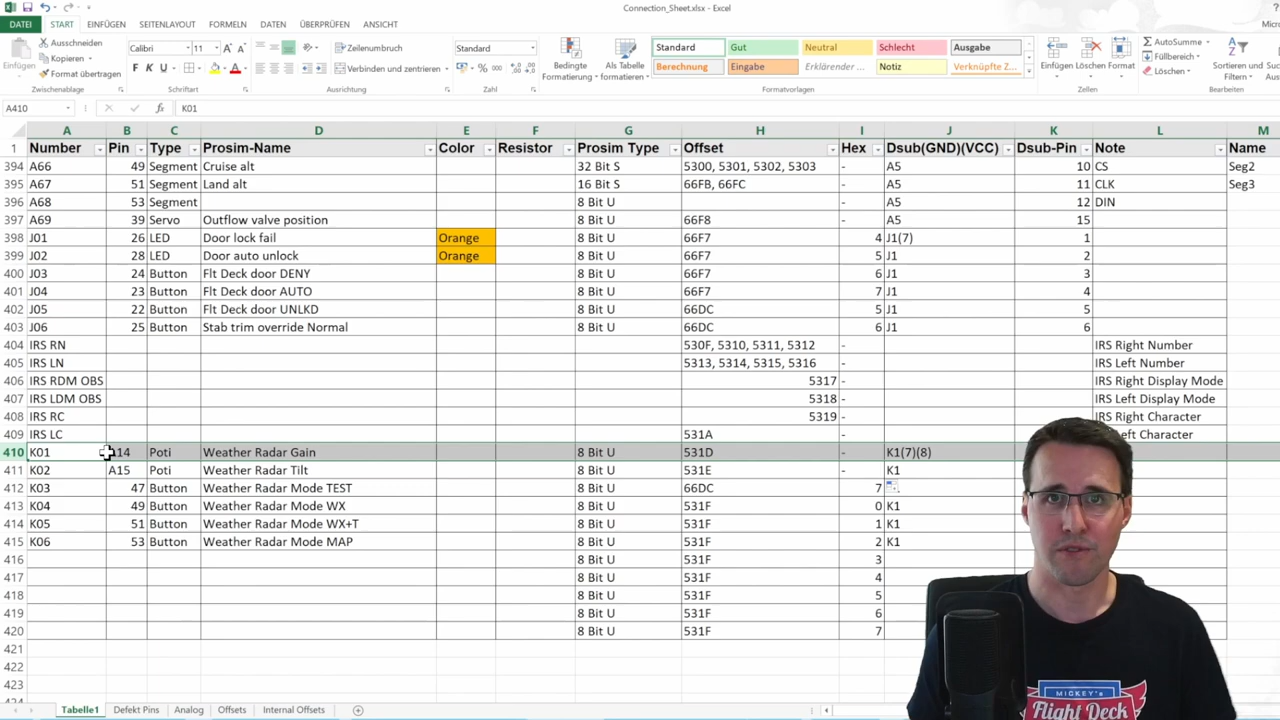 Connection_Sheet.xlsx - Excel
DATEI START EINFÜGEN SEITENLAYOUT FORMELN DATEN ÜBERPRÜFEN ANSICHT
Einfügen Ausschneiden Kopieren Format übertragen Zwischenablage
Calibri 11 F K U Schriftart
Zeilenumbruch Verbinden und zentrieren Ausrichtung
Standard % 000 Zahl
Bedingte Formatierung Als Tabelle formatieren
Standard Gut Neutral Schlecht Ausgabe
Berechnung Eingabe Erklärender ... Notiz Verknüpfte Z...
Formatvorlagen
Einfügen Löschen Format Zellen
AutoSumme Füllbereich Löschen Sortieren und Filtern Bearbeiten
A410 fx K01
A B C D E F G H I J K L M
1 Number Pin Type Prosim-Name Color Resistor Prosim Type Offset Hex Dsub(GND)(VCC) Dsub-Pin Note Name
394 A66 49 Segment Cruise alt 32 Bit S 5300, 5301, 5302, 5303 - A5 10 CS Seg2
395 A67 51 Segment Land alt 16 Bit S 66FB, 66FC - A5 11 CLK Seg3
396 A68 53 Segment 8 Bit U - A5 12 DIN
397 A69 39 Servo Outflow valve position 8 Bit U 66F8 - A5 15
398 J01 26 LED Door lock fail Orange 8 Bit U 66F7 4 J1(7) 1
399 J02 28 LED Door auto unlock Orange 8 Bit U 66F7 5 J1 2
400 J03 24 Button Flt Deck door DENY 8 Bit U 66F7 6 J1 3
401 J04 23 Button Flt Deck door AUTO 8 Bit U 66F7 7 J1 4
402 J05 22 Button Flt Deck door UNLKD 8 Bit U 66DC 5 J1 5
403 J06 25 Button Stab trim override Normal 8 Bit U 66DC 6 J1 6
404 IRS RN 530F, 5310, 5311, 5312 - IRS Right Number
405 IRS LN 5313, 5314, 5315, 5316 - IRS Left Number
406 IRS RDM OBS 5317 - IRS Right Display Mode
407 IRS LDM OBS 5318 - IRS Left Display Mode
408 IRS RC 5319 - IRS Right Character
409 IRS LC 531A - Left Character
410 K01 A14 Poti Weather Radar Gain 8 Bit U 531D - K1(7)(8)
411 K02 A15 Poti Weather Radar Tilt 8 Bit U 531E - K1
412 K03 47 Button Weather Radar Mode TEST 8 Bit U 66DC 7
413 K04 49 Button Weather Radar Mode WX 8 Bit U 531F 0 K1
414 K05 51 Button Weather Radar Mode WX+T 8 Bit U 531F 1 K1
415 K06 53 Button Weather Radar Mode MAP 8 Bit U 531F 2 K1
416 8 Bit U 531F 3
417 8 Bit U 531F 4
418 8 Bit U 531F 5
419 8 Bit U 531F 6
420 8 Bit U 531F 7
421
422
423
Tabelle1 Defekt Pins Analog Offsets Internal Offsets
MICKEY's
Flight Deck